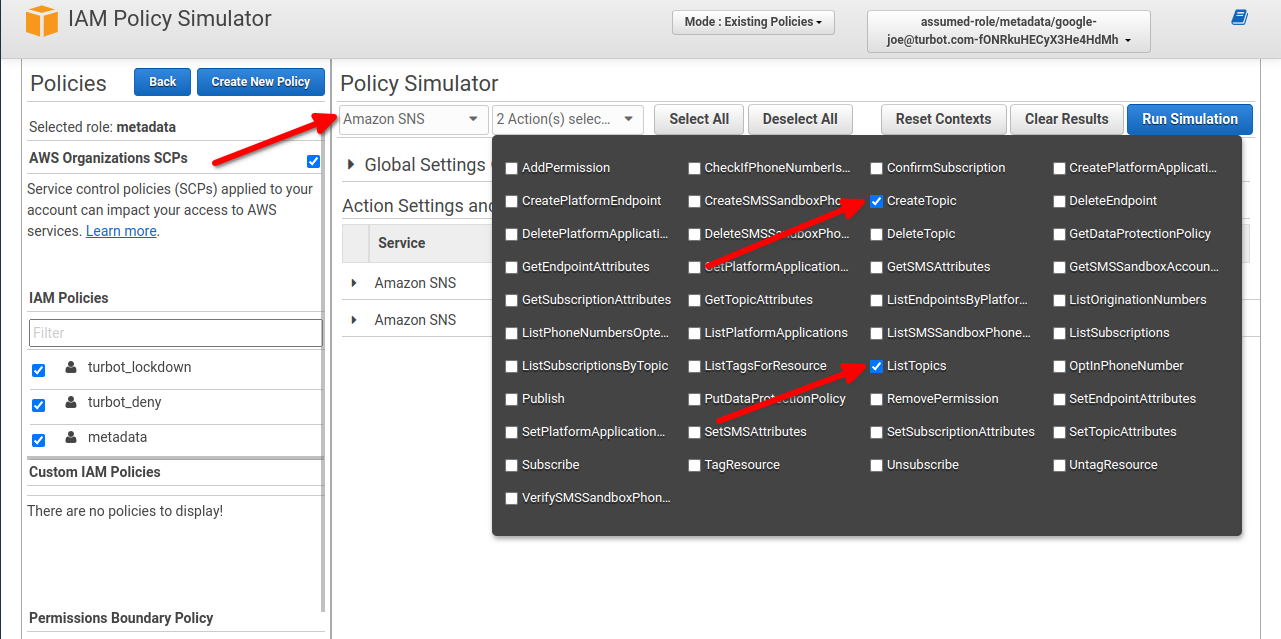 IAM Policy Simulator
Mode : Existing Policies
assumed-role/metadata/google-
joe@turbot.com-fONRkuHECyX3He4HdMh
Policies
Back
Create New Policy
Selected role: metadata
AWS Organizations SCPs
Service control policies (SCPs) applied to your
account can impact your access to AWS
services. Learn more.
IAM Policies
Filter
turbot_lockdown
turbot_deny
metadata
Custom IAM Policies
There are no policies to display!
Permissions Boundary Policy
Policy Simulator
Amazon SNS
2 Action(s) selec...
Select All
Deselect All
Reset Contexts
Clear Results
Run Simulation
Global Settings
Action Settings and
Service
Amazon SNS
Amazon SNS
AddPermission
CheckIfPhoneNumberIs...
ConfirmSubscription
CreatePlatformApplicati...
CreatePlatformEndpoint
CreateSMSSandboxPho...
CreateTopic
DeleteEndpoint
DeletePlatformApplicati...
DeleteSMSSandboxPho...
DeleteTopic
GetDataProtectionPolicy
GetEndpointAttributes
GetPlatformApplication...
GetSMSAttributes
GetSMSSandboxAccoun...
GetSubscriptionAttributes
GetTopicAttributes
ListEndpointsByPlatfor...
ListOriginationNumbers
ListPhoneNumbersOpte...
ListPlatformApplications
ListSMSSandboxPhone...
ListSubscriptions
ListSubscriptionsByTopic
ListTagsForResource
ListTopics
OptInPhoneNumber
Publish
PutDataProtectionPolicy
RemovePermission
SetEndpointAttributes
SetPlatformApplication...
SetSMSAttributes
SetSubscriptionAttributes
SetTopicAttributes
Subscribe
TagResource
Unsubscribe
UntagResource
VerifySMSSandboxPhon...